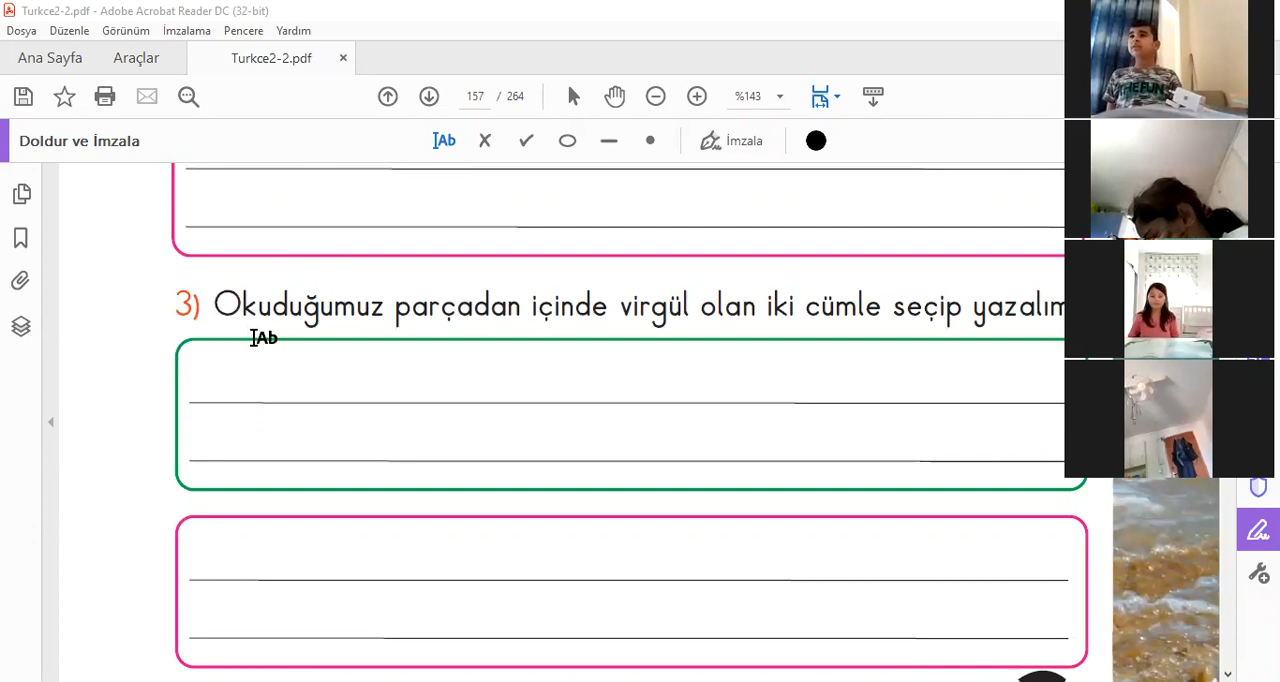 Turkce2-2.pdf - Adobe Acrobat Reader DC (32-bit)
Dosya Düzenle Görünüm İmzalama Pencere Yardım
Ana Sayfa Araçlar Turkce2-2.pdf ×
157 / 264 %143
Doldur ve İmzala IAb İmzala
3) Okuduğumuz parçadan içinde virgül olan iki cümle seçip yazalım
IAb